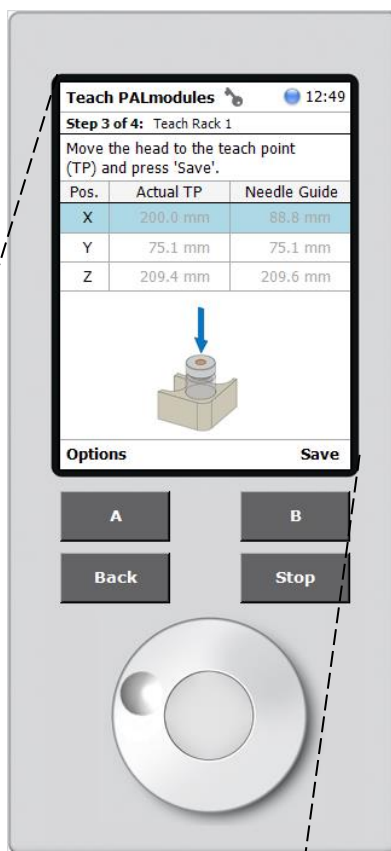 Teach PALmodules 12:49
Step 3 of 4: Teach Rack 1
Move the head to the teach point
(TP) and press 'Save'.
Pos. Actual TP Needle Guide
X 200.0 mm 88.8 mm
Y 75.1 mm 75.1 mm
Z 209.4 mm 209.6 mm
Options Save
A B
Back Stop